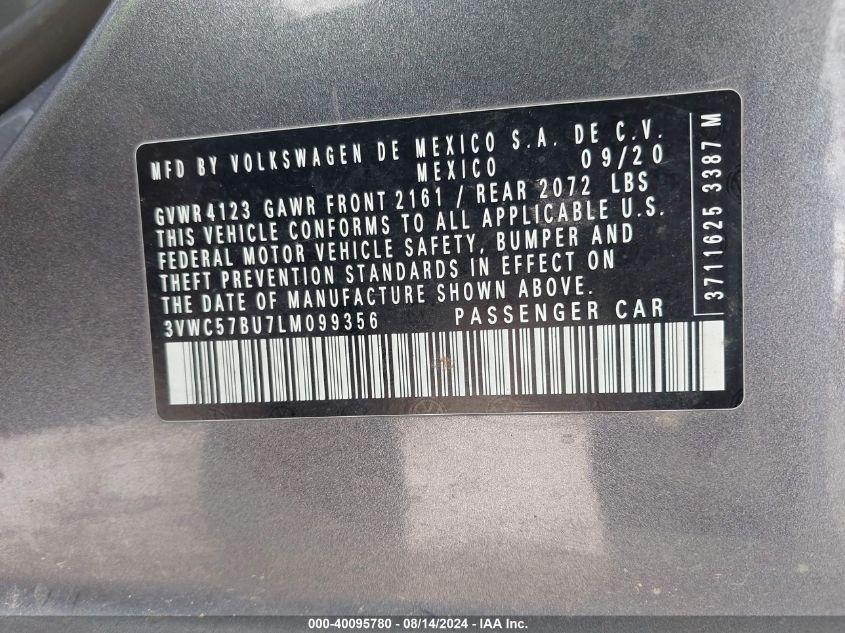 MFD BY VOLKSWAGEN DE MEXICO S.A. DE C.V.
MEXICO 09/20
GVWR 4123 GAWR FRONT 2161 / REAR 2072 LBS
THIS VEHICLE CONFORMS TO ALL APPLICABLE U.S.
FEDERAL MOTOR VEHICLE SAFETY, BUMPER AND
THEFT PREVENTION STANDARDS IN EFFECT ON
THE DATE OF MANUFACTURE SHOWN ABOVE.
3VWC57BU7LM099356 PASSENGER CAR
3711625 3387 M
000-40095780 - 08/14/2024 - IAA Inc.